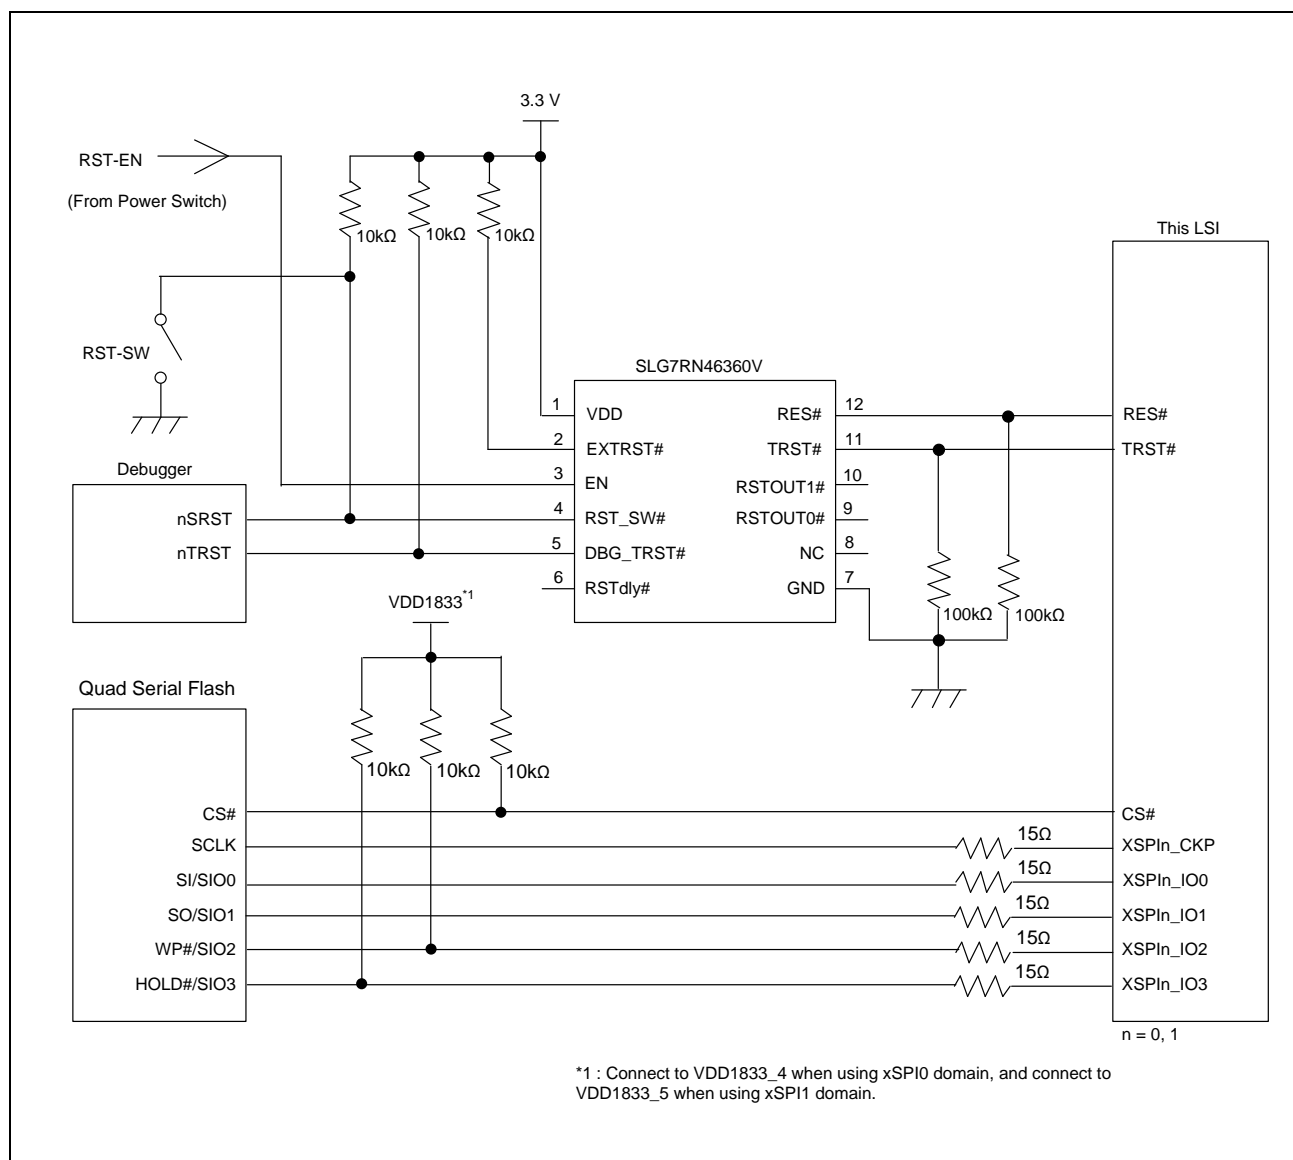 3.3 V
RST-EN
(From Power Switch)
10kΩ 10kΩ 10kΩ
This LSI
RST-SW
SLG7RN46360V
1 VDD RES# 12 RES#
2 EXTRST# TRST# 11 TRST#
Debugger
3 EN RSTOUT1# 10
nSRST 4 RST_SW# RSTOUT0# 9
nTRST 5 DBG_TRST# NC 8
6 RSTdly# GND 7
VDD1833*1
100kΩ 100kΩ
Quad Serial Flash
10kΩ 10kΩ 10kΩ
CS# CS#
SCLK 15Ω XSPIn_CKP
SI/SIO0 15Ω XSPIn_IO0
SO/SIO1 15Ω XSPIn_IO1
WP#/SIO2 15Ω XSPIn_IO2
HOLD#/SIO3 15Ω XSPIn_IO3
n = 0, 1
*1 : Connect to VDD1833_4 when using xSPI0 domain, and connect to
VDD1833_5 when using xSPI1 domain.